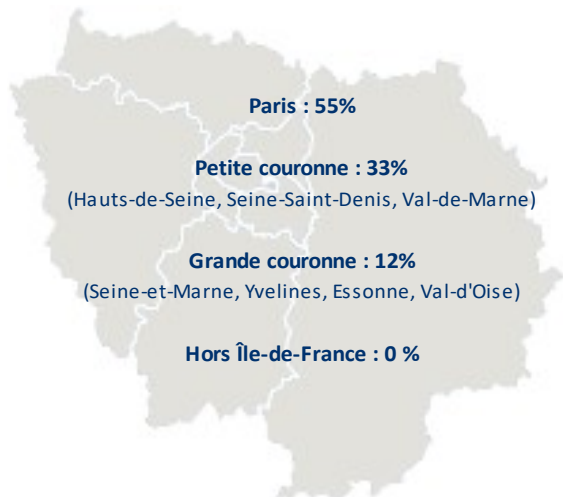 Paris : 55%
Petite couronne : 33%
(Hauts-de-Seine, Seine-Saint-Denis, Val-de-Marne)
Grande couronne : 12%
(Seine-et-Marne, Yvelines, Essonne, Val-d'Oise)
Hors Île-de-France : 0 %